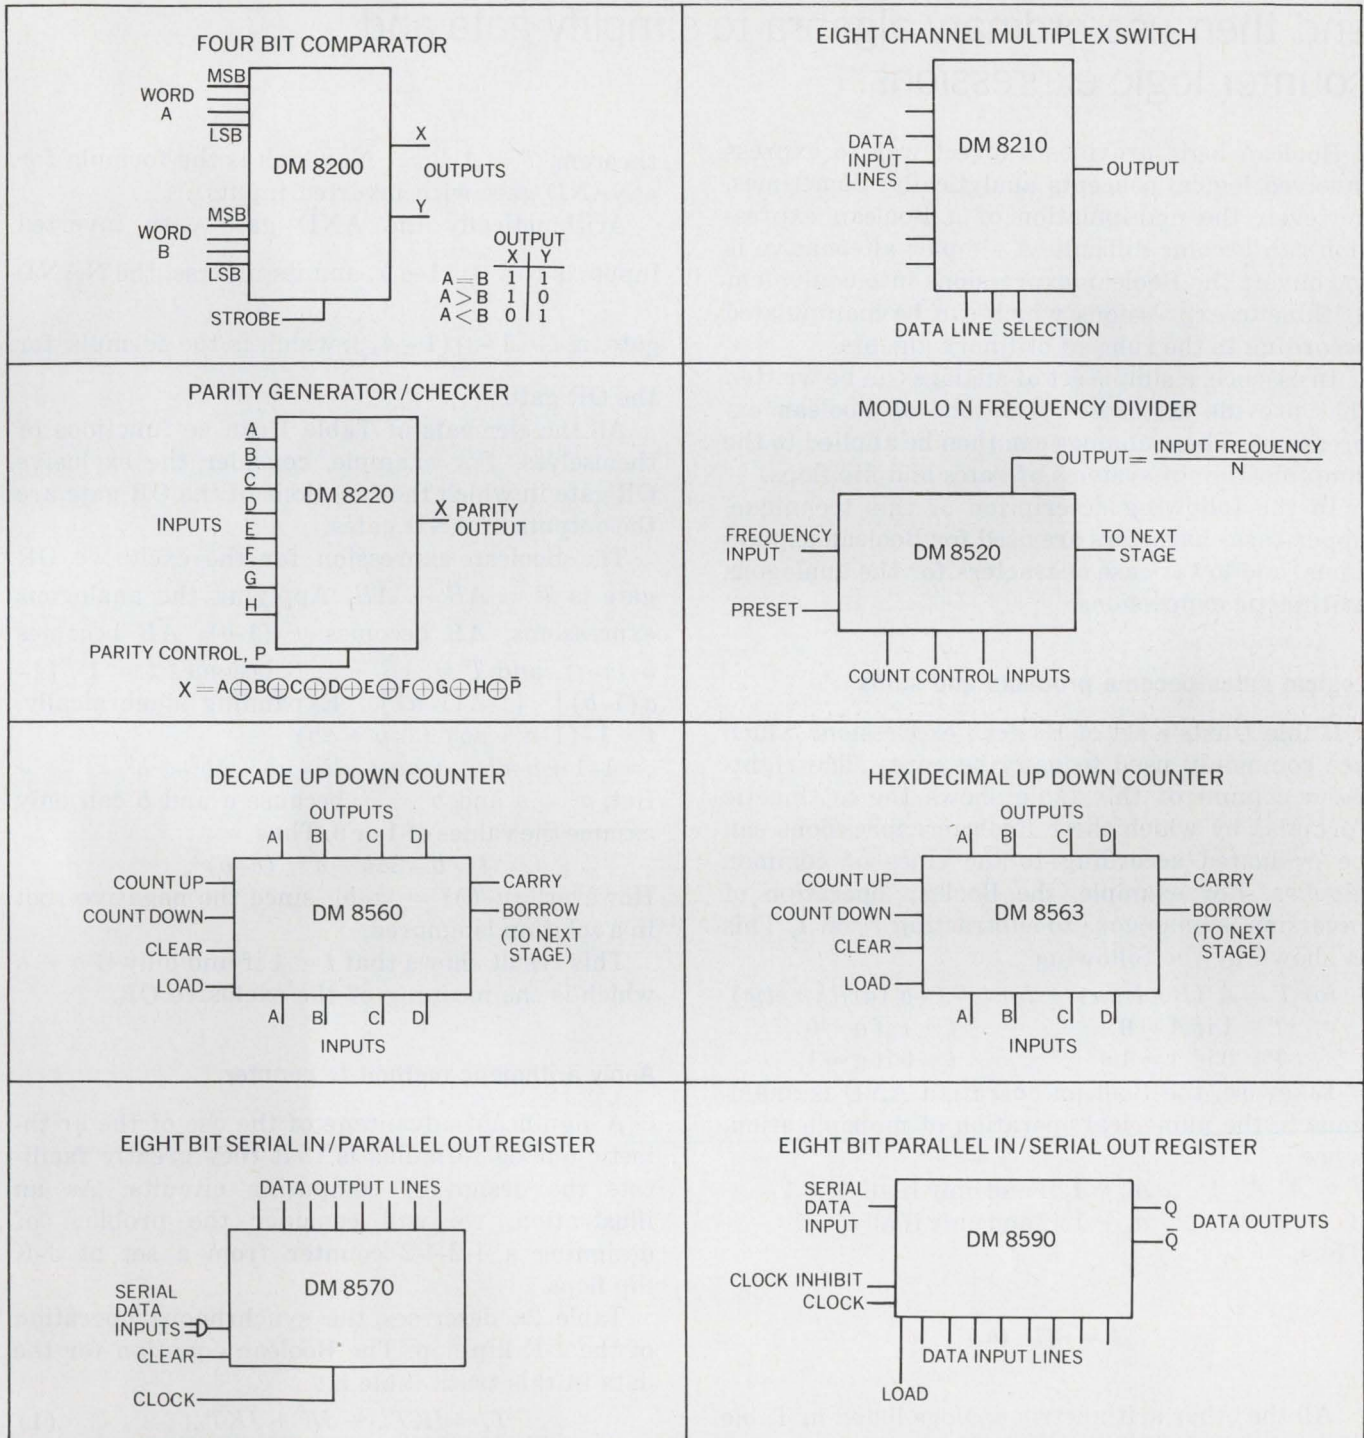 FOUR BIT COMPARATOR
MSB
WORD
A
LSB
DM 8200
X
OUTPUTS
Y
MSB
WORD
B
LSB
STROBE
OUTPUT
X Y
A=B 1 1
A>B 1 0
A<B 0 1
EIGHT CHANNEL MULTIPLEX SWITCH
DATA
INPUT
LINES
DM 8210
OUTPUT
DATA LINE SELECTION
PARITY GENERATOR/CHECKER
A
B
C
D
E
F
G
H
INPUTS
DM 8220
X PARITY
OUTPUT
PARITY CONTROL, P
X=A⊕B⊕C⊕D⊕E⊕F⊕G⊕H⊕P̅
MODULO N FREQUENCY DIVIDER
OUTPUT= INPUT FREQUENCY
N
FREQUENCY
INPUT
DM 8520
TO NEXT
STAGE
PRESET
COUNT CONTROL INPUTS
DECADE UP DOWN COUNTER
OUTPUTS
A B C D
COUNT UP
COUNT DOWN
CLEAR
LOAD
DM 8560
CARRY
BORROW
(TO NEXT
STAGE)
A B C D
INPUTS
HEXIDECIMAL UP DOWN COUNTER
OUTPUTS
A B C D
COUNT UP
COUNT DOWN
CLEAR
LOAD
DM 8563
CARRY
BORROW
(TO NEXT
STAGE)
A B C D
INPUTS
EIGHT BIT SERIAL IN/PARALLEL OUT REGISTER
DATA OUTPUT LINES
DM 8570
SERIAL
DATA
INPUTS
CLEAR
CLOCK
EIGHT BIT PARALLEL IN/SERIAL OUT REGISTER
SERIAL
DATA
INPUT
DM 8590
Q
Q̅
DATA OUTPUTS
CLOCK INHIBIT
CLOCK
DATA INPUT LINES
LOAD